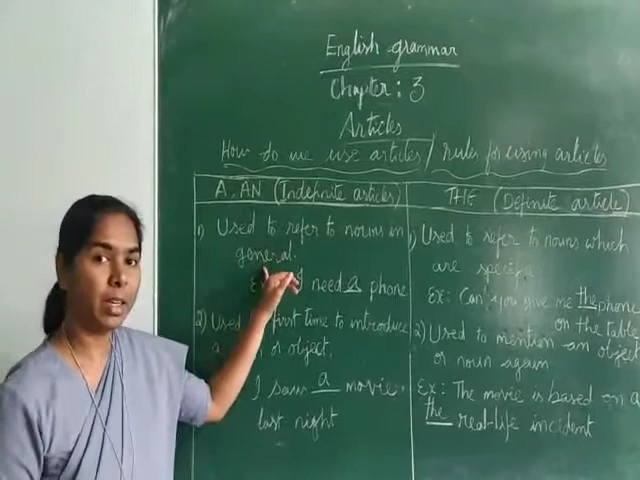 English grammar
Chapter : 3
Articles
How do we use articles / rules for using articles
A, AN (Indefinite articles)
1) Used to refer to nouns in
general.
I need a phone
2) Used first time to introduce
a or object.
I saw a movie
last night
THE (Definite article)
1) Used to refer to nouns which
are specific
Ex: Can you give me the phone
on the table
2) Used to mention an object
or noun again
Ex: The movie is based on a
the real-life incident